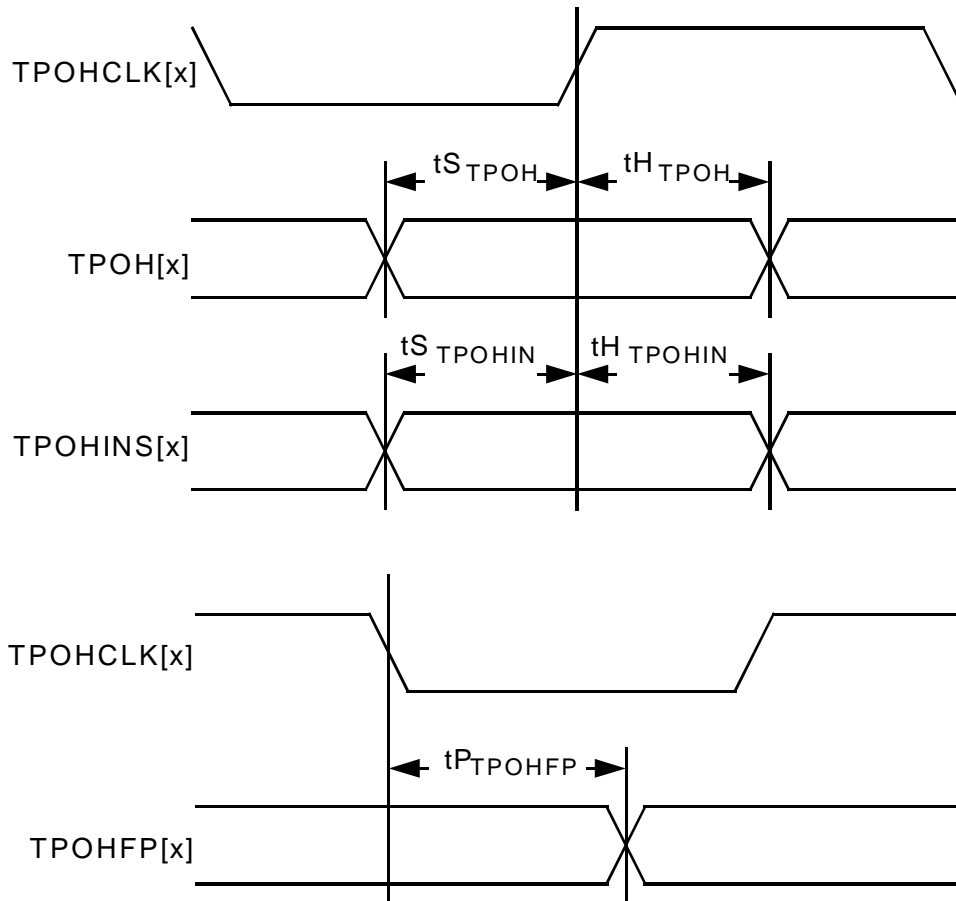 TPOHCLK[x]
tS TPOH
tH TPOH
TPOH[x]
tS TPOHIN
tH TPOHIN
TPOHINS[x]
TPOHCLK[x]
tP TPOHFP
TPOHFP[x]